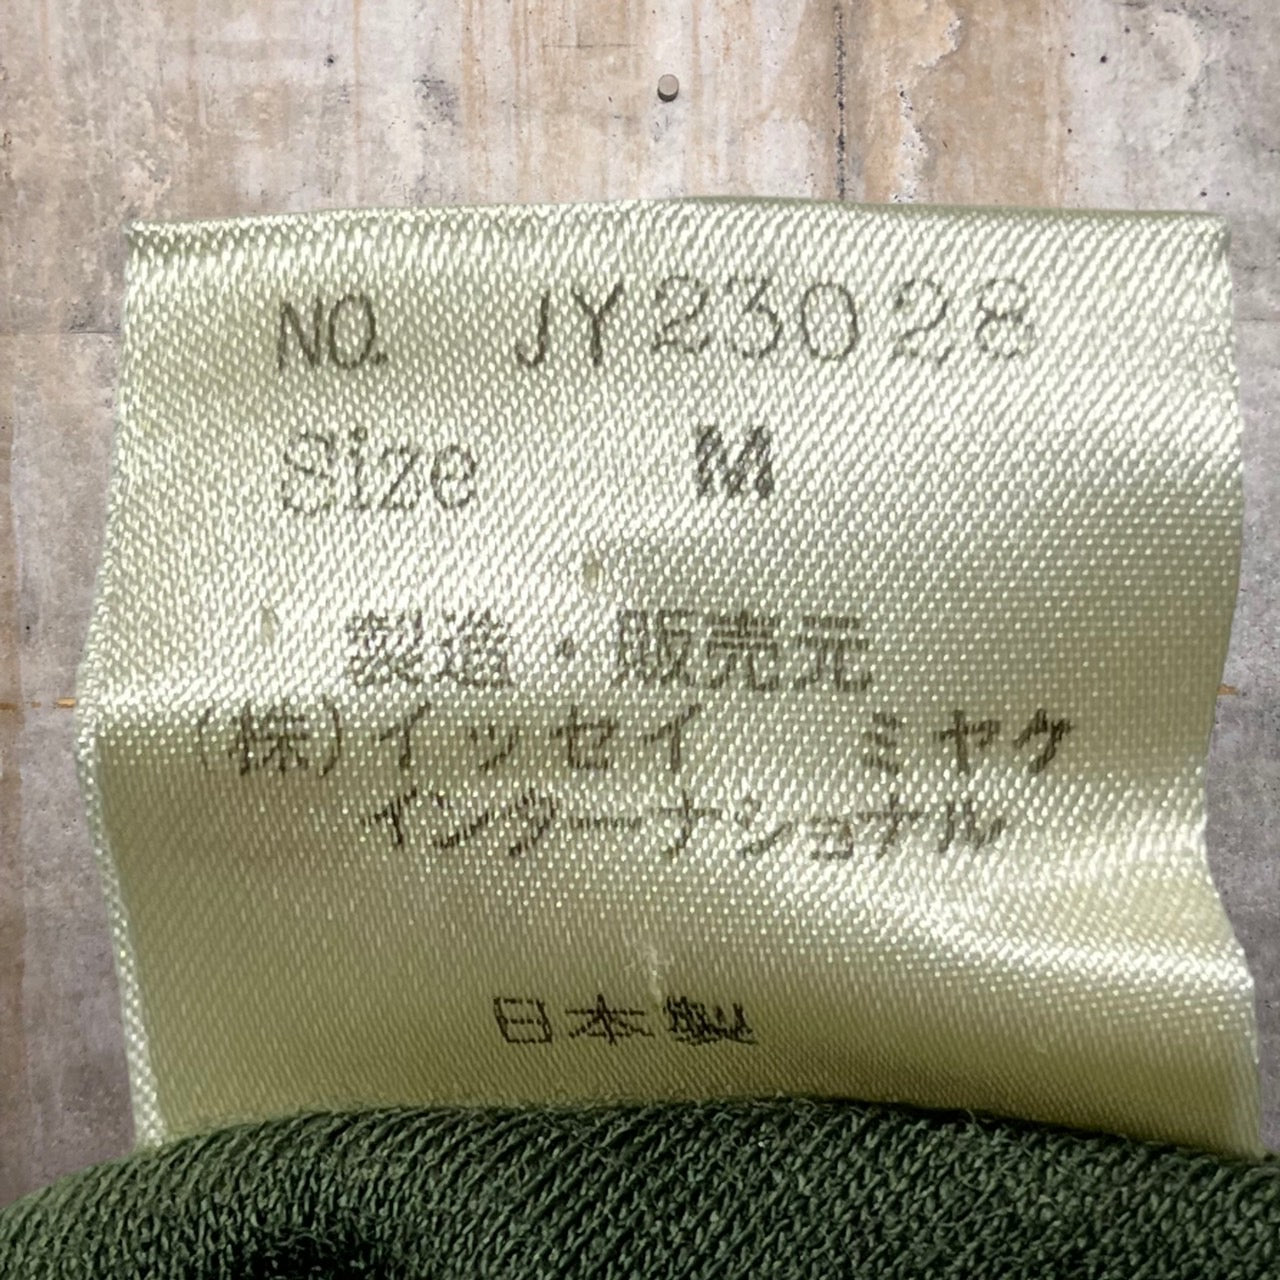 NO. JY23028
Size M
製造・販売元
(株)イッセイ ミヤケ
インターナショナル
日本製